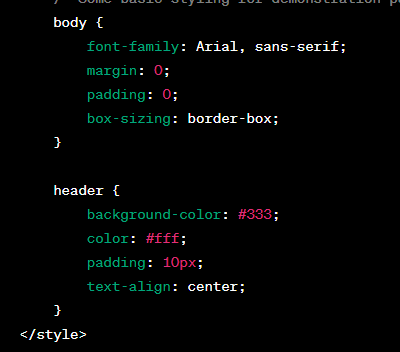 /* Some basic styling for demonstration
body {
font-family: Arial, sans-serif;
margin: 0;
padding: 0;
box-sizing: border-box;
}
header {
background-color: #333;
color: #fff;
padding: 10px;
text-align: center;
}
</style>